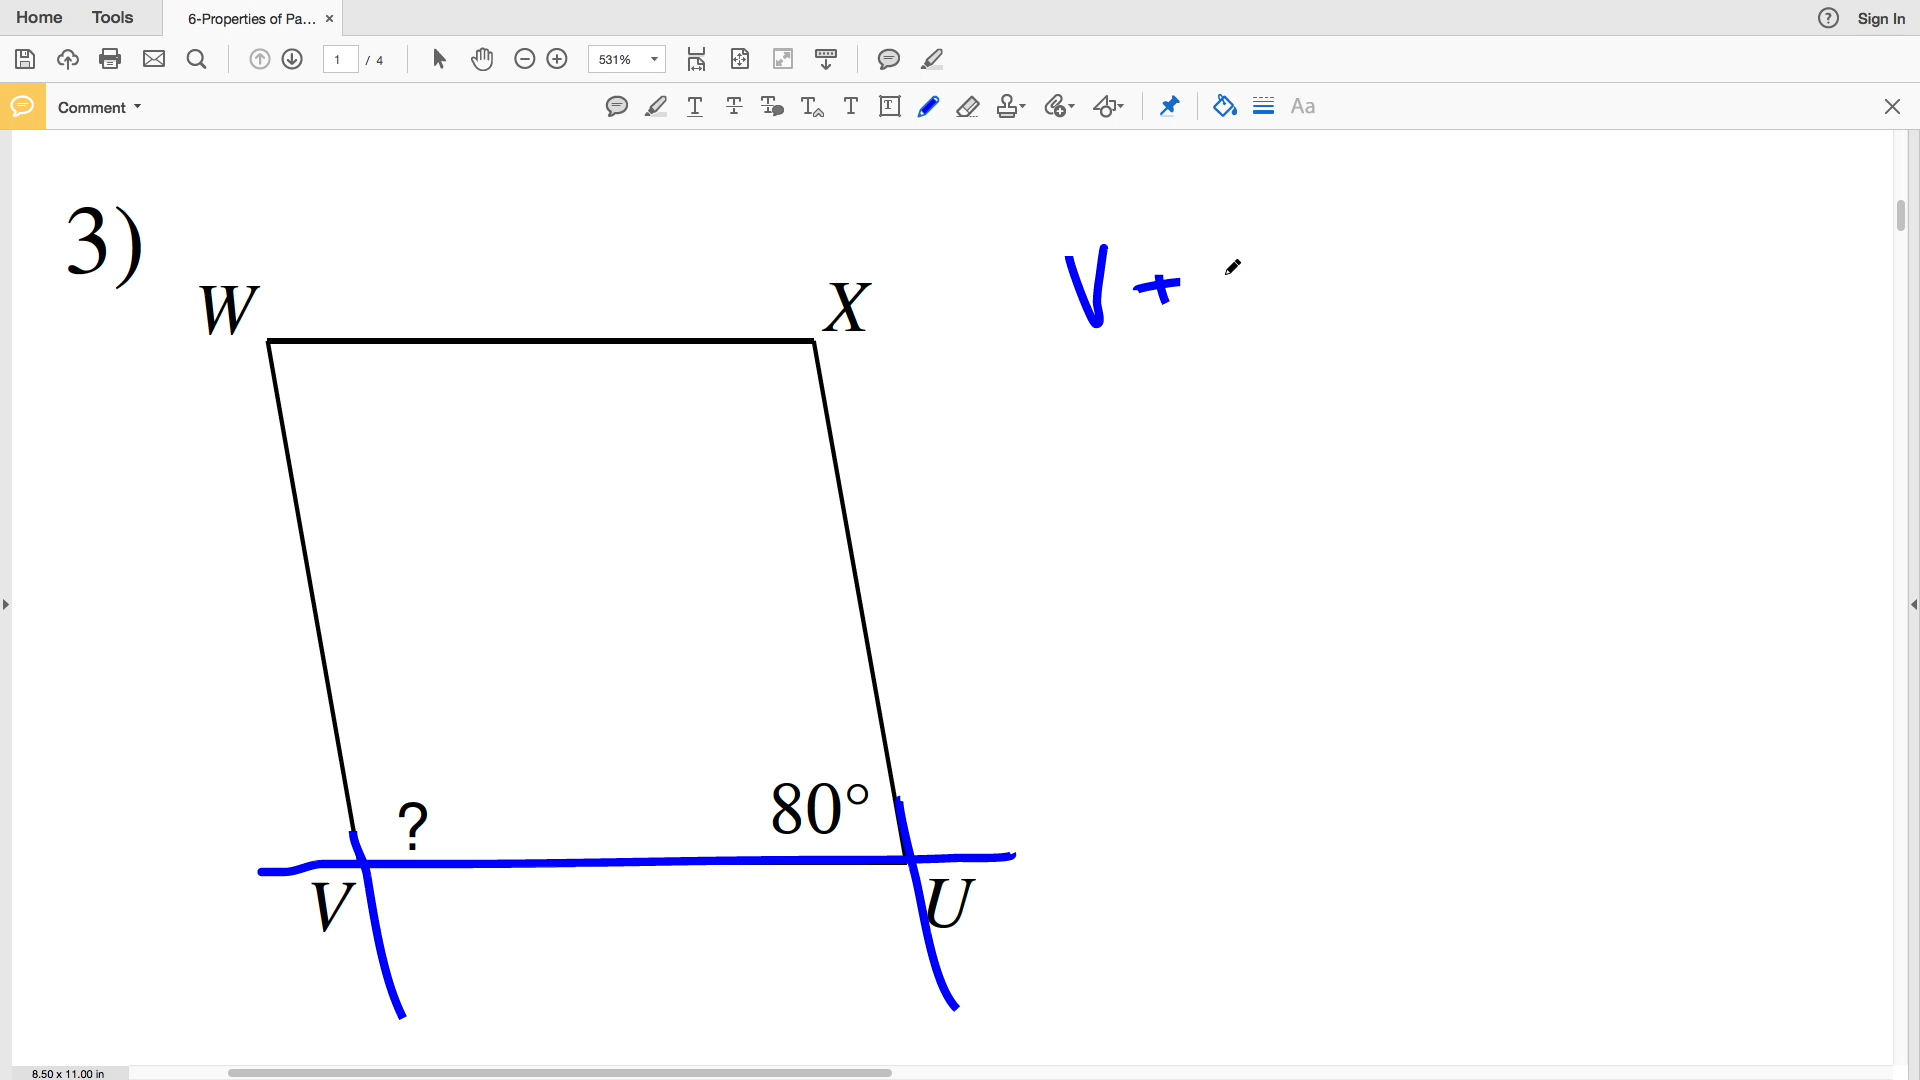 Home Tools 6-Properties of Pa... × ? Sign In
1 / 4 531%
Comment T T T T T T Aa
3)
V +
W X
? 80°
V U
8.50 x 11.00 in